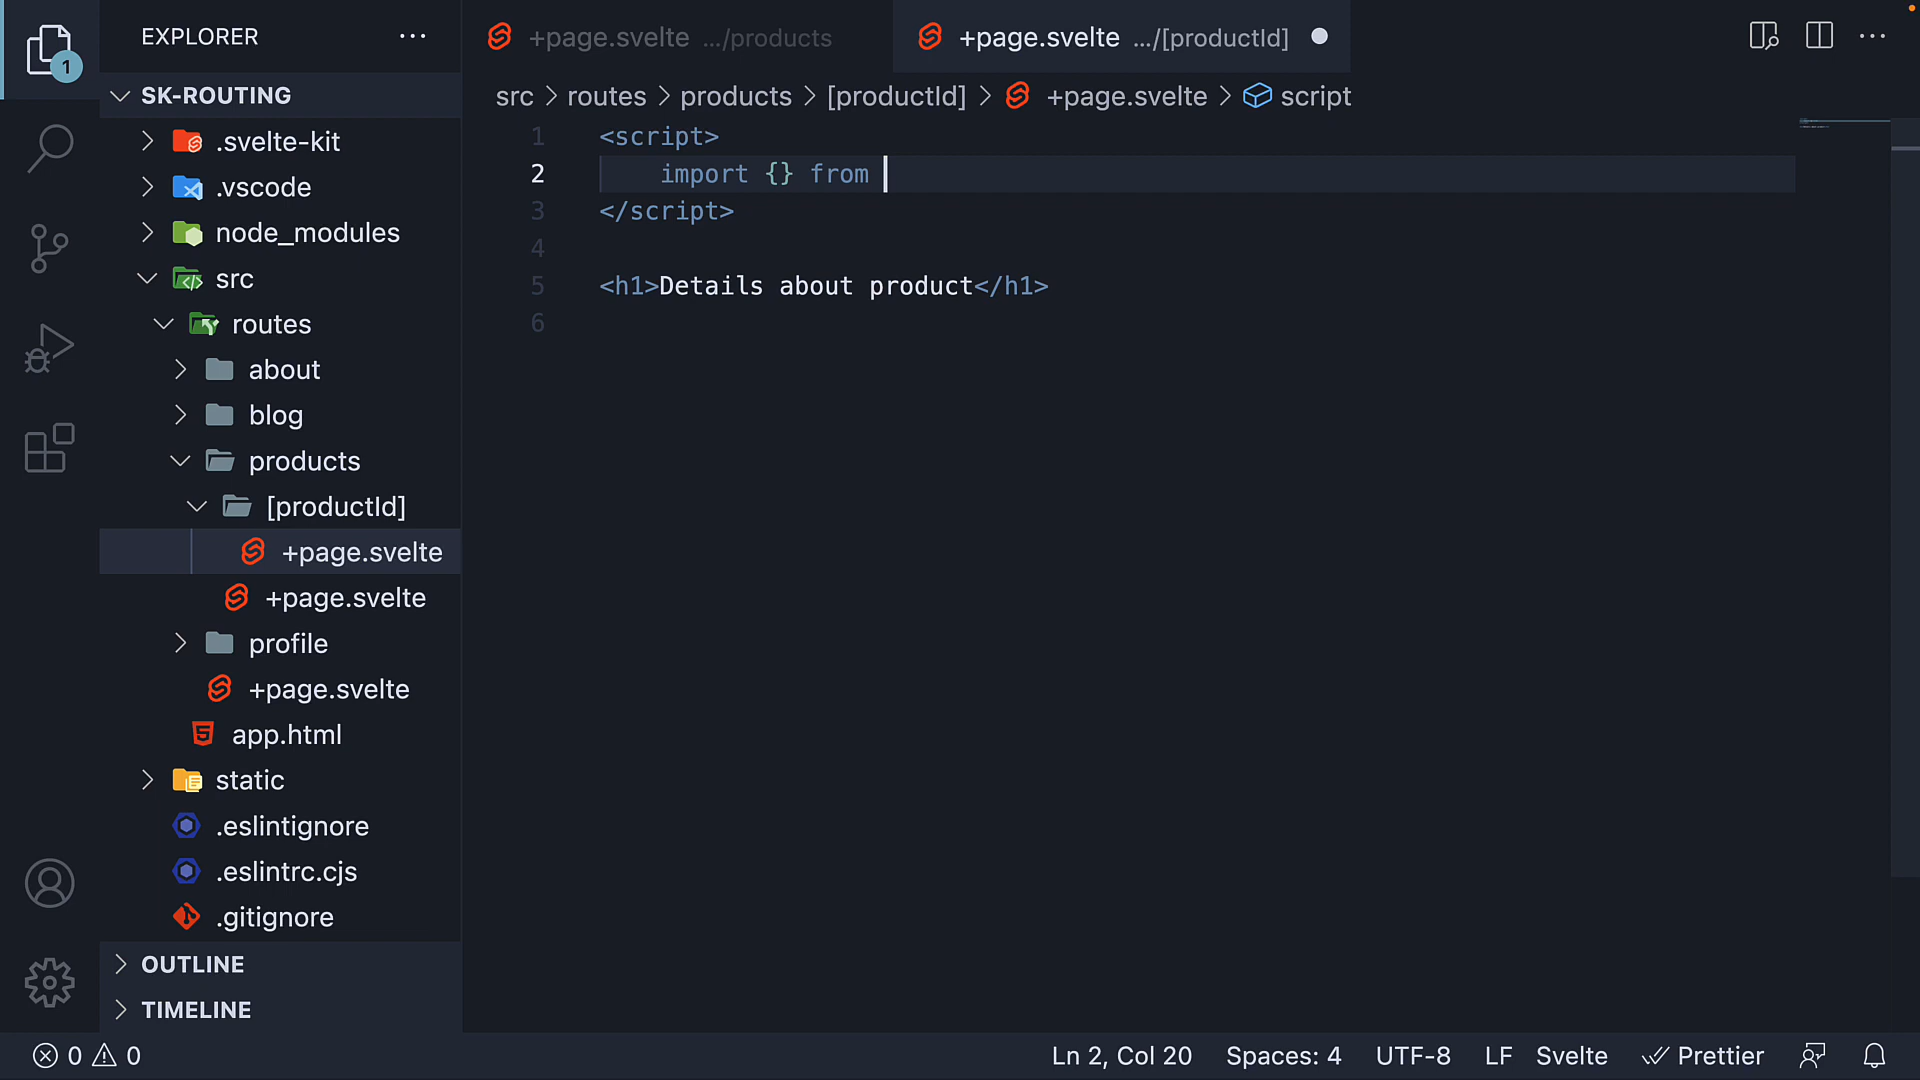 EXPLORER
+page.svelte .../products
+page.svelte .../[productId]
1
SK-ROUTING
src > routes > products > [productId] > +page.svelte > script
.svelte-kit
.vscode
node_modules
src
routes
about
blog
products
[productId]
+page.svelte
+page.svelte
profile
+page.svelte
app.html
static
.eslintignore
.eslintrc.cjs
.gitignore
OUTLINE
TIMELINE
1 <script>
2 import {} from
3 </script>
4
5 <h1>Details about product</h1>
6
0 0
Ln 2, Col 20
Spaces: 4
UTF-8
LF
Svelte
Prettier